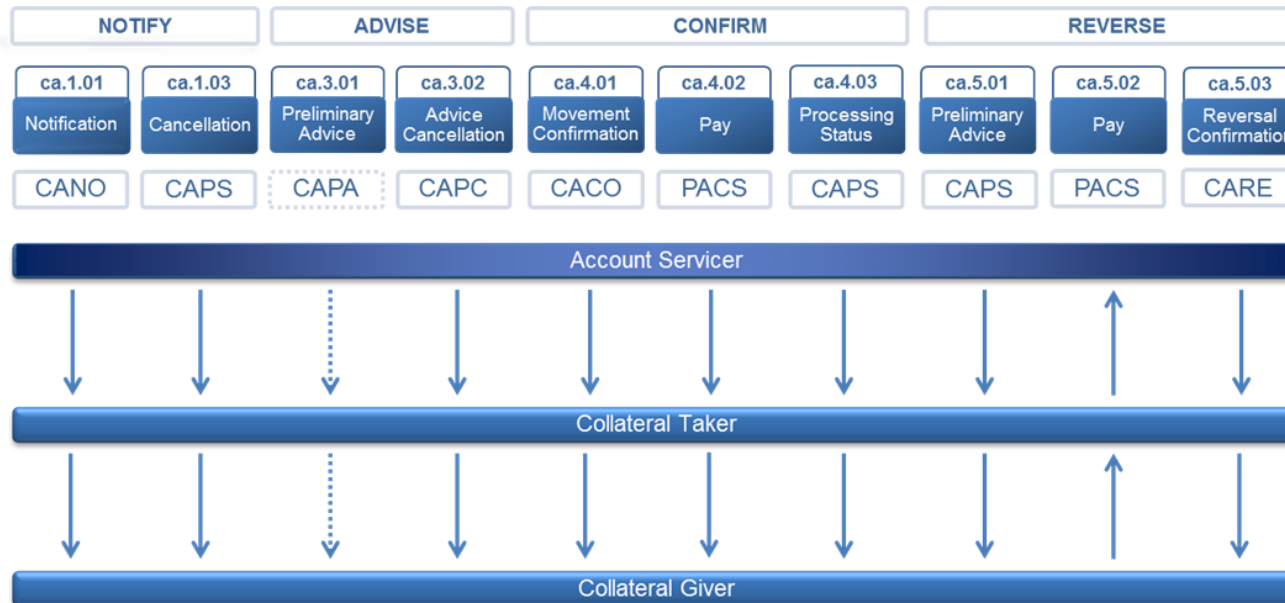 NOTIFY
ADVISE
CONFIRM
REVERSE
ca.1.01
ca.1.03
ca.3.01
ca.3.02
ca.4.01
ca.4.02
ca.4.03
ca.5.01
ca.5.02
ca.5.03
Notification
Cancellation
Preliminary
Advice
Advice
Cancellation
Movement
Confirmation
Pay
Processing
Status
Preliminary
Advice
Pay
Reversal
Confirmation
CANO
CAPS
CAPA
CAPC
CACO
PACS
CAPS
CAPS
PACS
CARE
Account Servicer
Collateral Taker
Collateral Giver